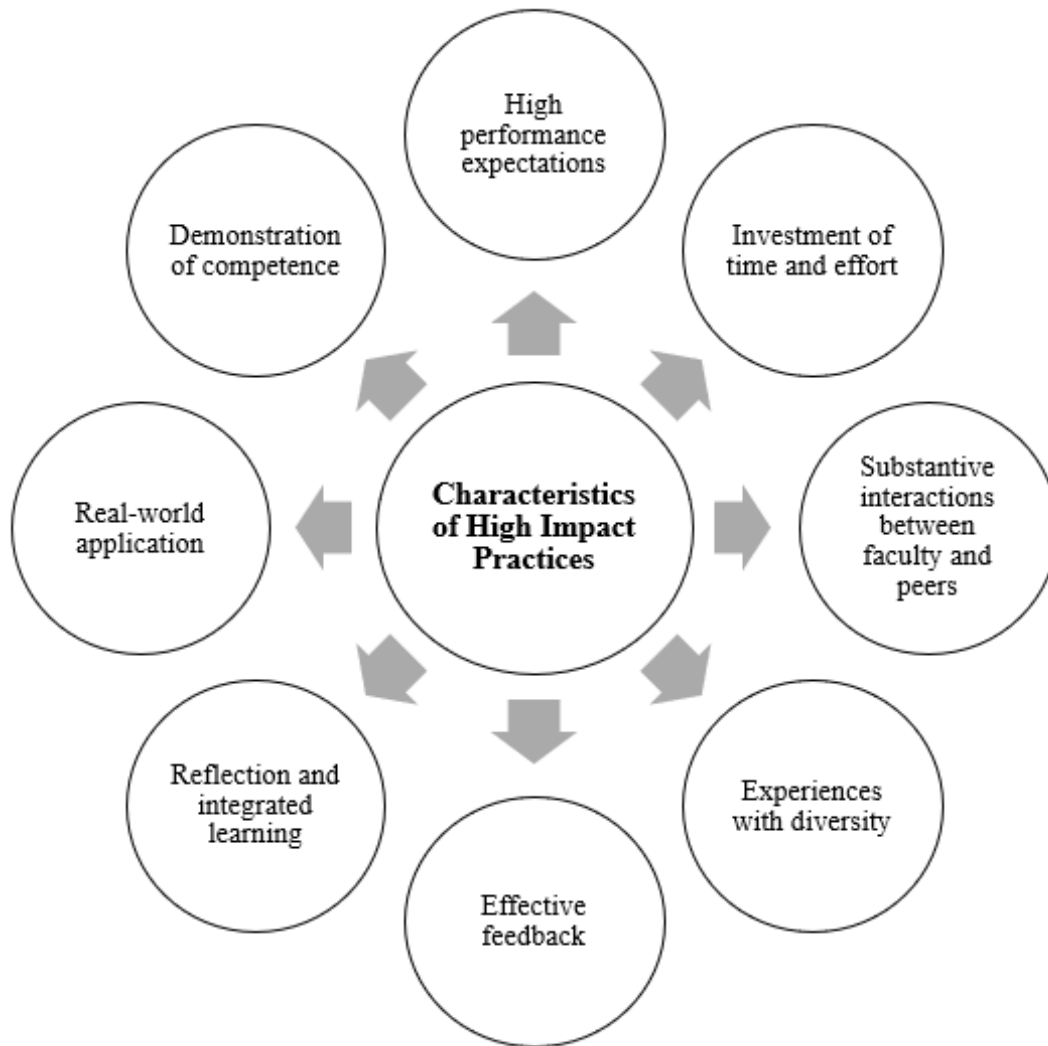 High
performance
expectations
Investment of
time and effort
Substantive
interactions
between
faculty and
peers
Experiences
with diversity
Effective
feedback
Reflection and
integrated
learning
Real-world
application
Demonstration
of competence
Characteristics
of High Impact
Practices